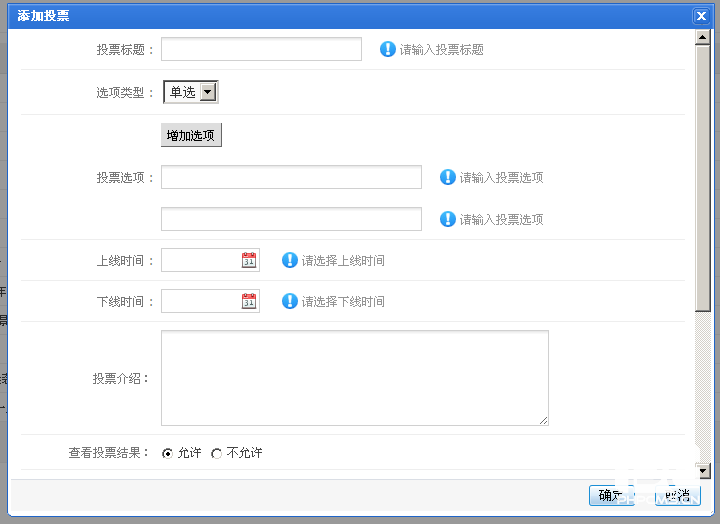 添加投票
投票标题： 请输入投票标题
选项类型： 单选
增加选项
投票选项： 请输入投票选项
请输入投票选项
上线时间： 31 请选择上线时间
下线时间： 31 请选择下线时间
投票介绍：
查看投票结果： 允许 不允许
确定 取消